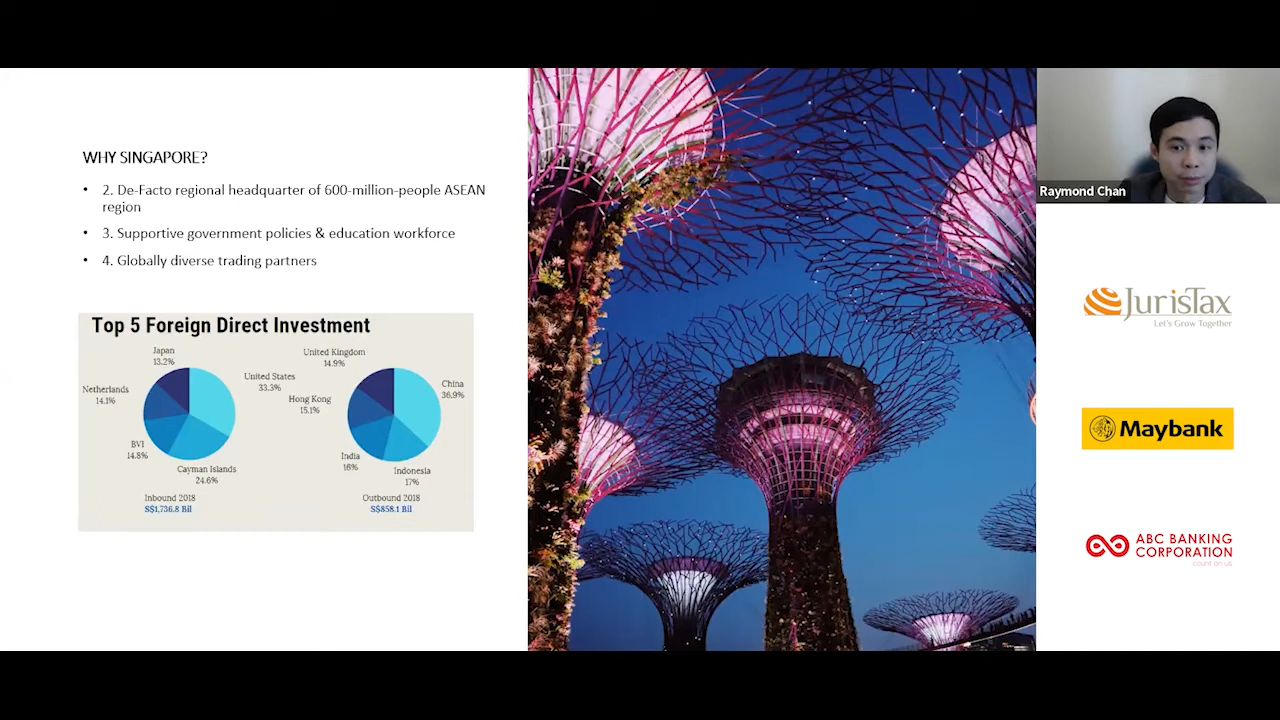 WHY SINGAPORE?
• 2. De-Facto regional headquarter of 600-million-people ASEAN
region
• 3. Supportive government policies & education workforce
• 4. Globally diverse trading partners
Top 5 Foreign Direct Investment
Japan
13.2%
Netherlands
14.1%
BVI
14.8%
Cayman Islands
24.6%
United States
33.3%
Inbound 2018
S$1,736.8 Bil
United Kingdom
14.9%
Hong Kong
15.1%
India
16%
Indonesia
17%
China
36.9%
Outbound 2018
S$858.1 Bil
Raymond Chan
JurisTax
Let's Grow Together
Maybank
ABC BANKING
CORPORATION
count on us